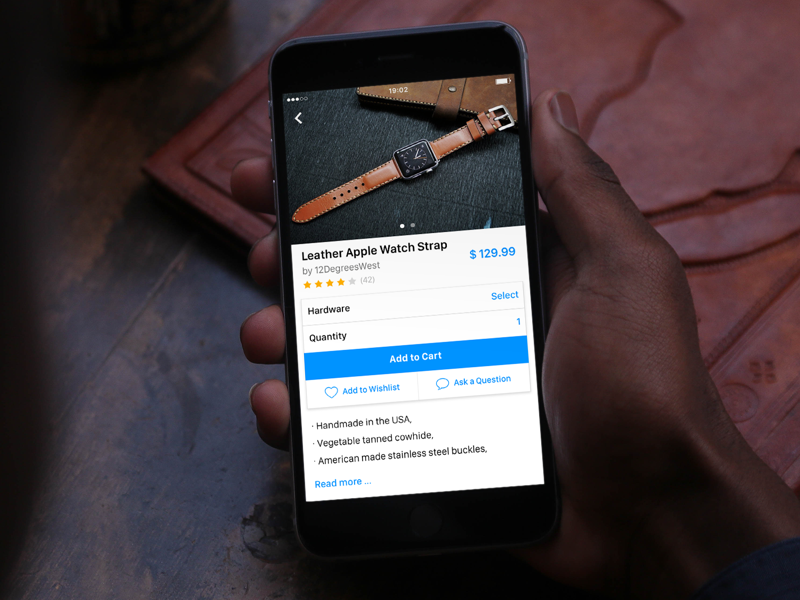 19:02
Leather Apple Watch Strap
$ 129.99
by 12DegreesWest
(42)
Hardware
Select
Quantity
1
Add to Cart
Add to Wishlist
Ask a Question
· Handmade in the USA,
· Vegetable tanned cowhide,
· American made stainless steel buckles,
Read more ...